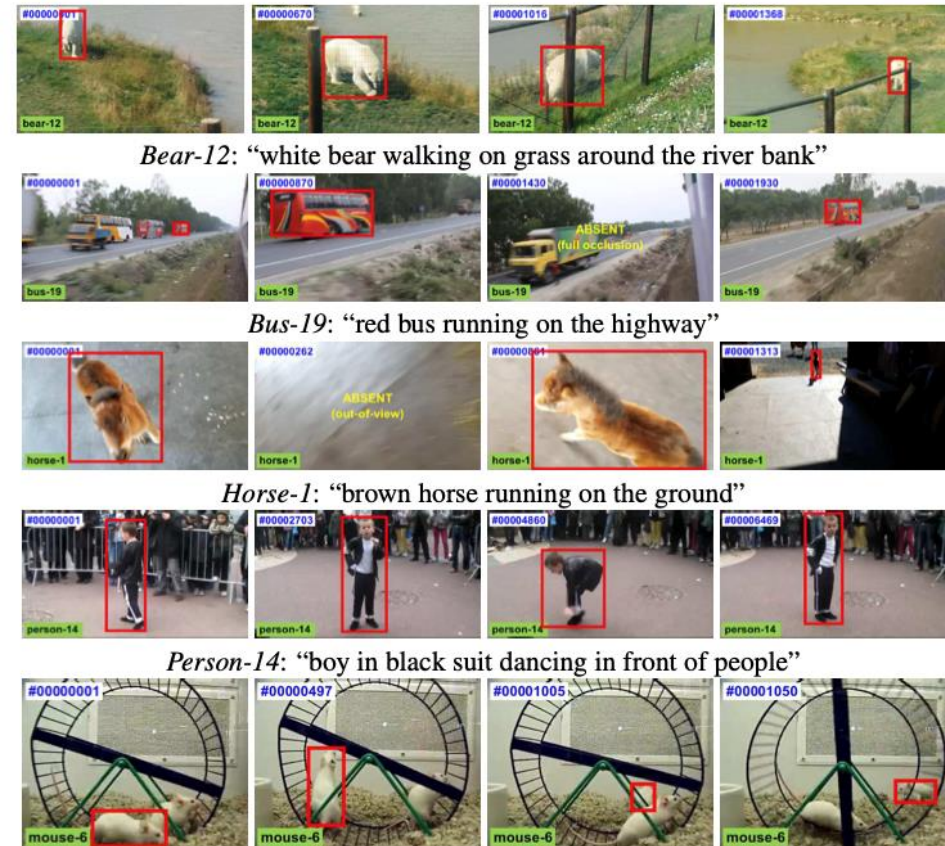 #00000001 #00000670 #00001016 #00001368
bear-12 bear-12 bear-12 bear-12
Bear-12: “white bear walking on grass around the river bank”
#00000001 #00000870 #00001430 #00001930
ABSENT
(full occlusion)
bus-19 bus-19 bus-19 bus-19
Bus-19: “red bus running on the highway”
#00000001 #00000262 #00000861 #00001313
ABSENT
(out-of-view)
horse-1 horse-1 horse-1 horse-1
Horse-1: “brown horse running on the ground”
#00000001 #00002703 #00004860 #00006469
person-14 person-14 person-14 person-14
Person-14: “boy in black suit dancing in front of people”
#00000001 #00000497 #00001005 #00001050
mouse-6 mouse-6 mouse-6 mouse-6